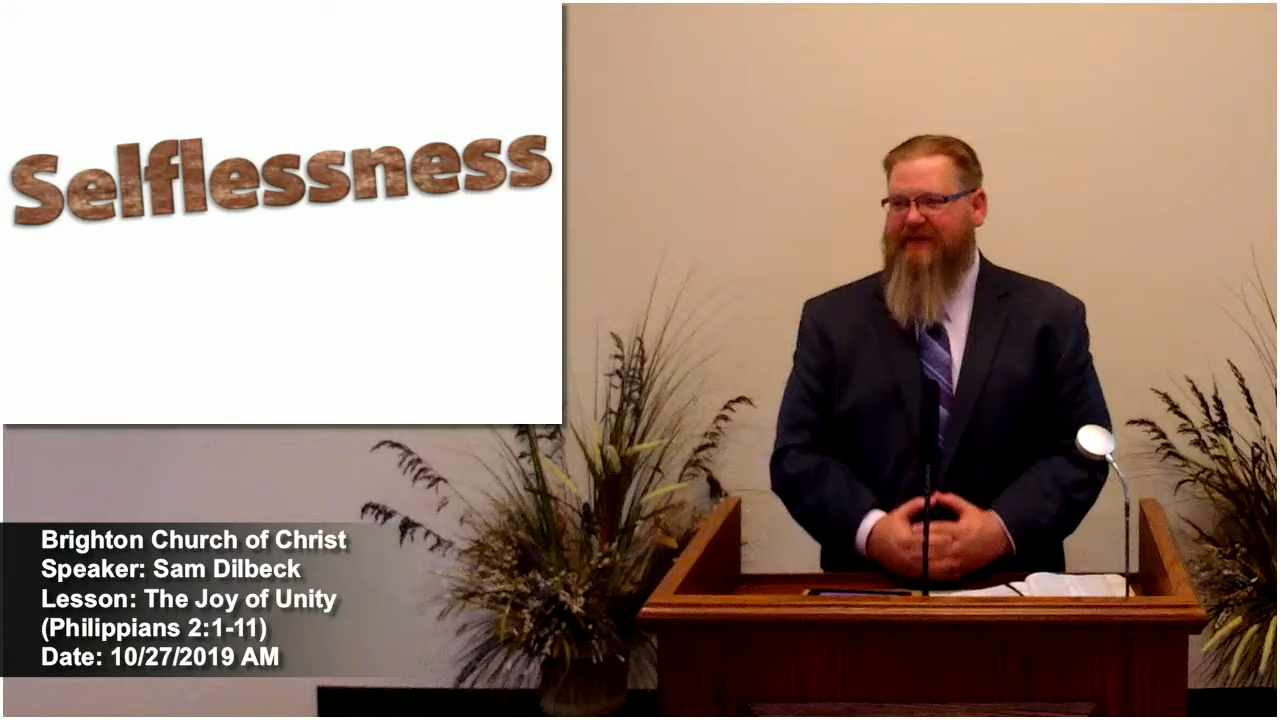 Selflessness
Brighton Church of Christ
Speaker: Sam Dilbeck
Lesson: The Joy of Unity
(Philippians 2:1-11)
Date: 10/27/2019 AM